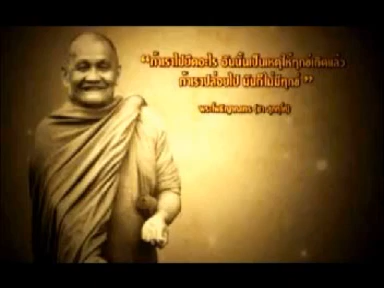 “ถ้าเราไปยึดอะไร อันนั้นเป็นเหตุให้ทุกข์เกิดแล้ว
ถ้าเราปล่อยไป มันก็ไม่มีทุกข์ ”
พระโพธิญาณเถร (ชา สุภทฺโท)